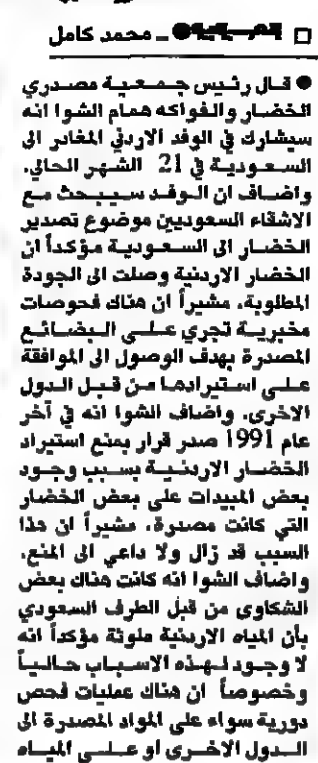 □ ـ محمد كامل
● قال رئيس جمعية مصدري
الخضار والفواكه همام الشوا انه
سيشارك في الوفد الاردني المغادر الى
السعودية في 21 الشهر الحالي.
واضاف ان الوفد سيبحث مع
الاشقاء السعوديين موضوع تصدير
الخضار الى السعودية مؤكداً ان
الخضار الاردنية وصلت الى الجودة
المطلوبة، مشيراً ان هناك فحوصات
مخبرية تجري على البضائع
المصدرة بهدف الوصول الى الموافقة
على استيرادها من قبل الدول
الاخرى. واضاف الشوا انه في آخر
عام 1991 صدر قرار بمنع استيراد
الخضار الاردنية بسبب وجود
بعض المبيدات على بعض الخضار
التي كانت مصدرة، مشيراً ان هذا
السبب قد زال ولا داعي الى المنع.
واضاف الشوا انه كانت هناك بعض
الشكاوى من قبل الطرف السعودي
بأن المياه الاردنية ملوثة مؤكداً انه
لا وجود لهذه الاسباب حالياً
وخصوصاً ان هناك عمليات فحص
دورية سواء على المواد المصدرة الى
الدول الاخرى او على المياه